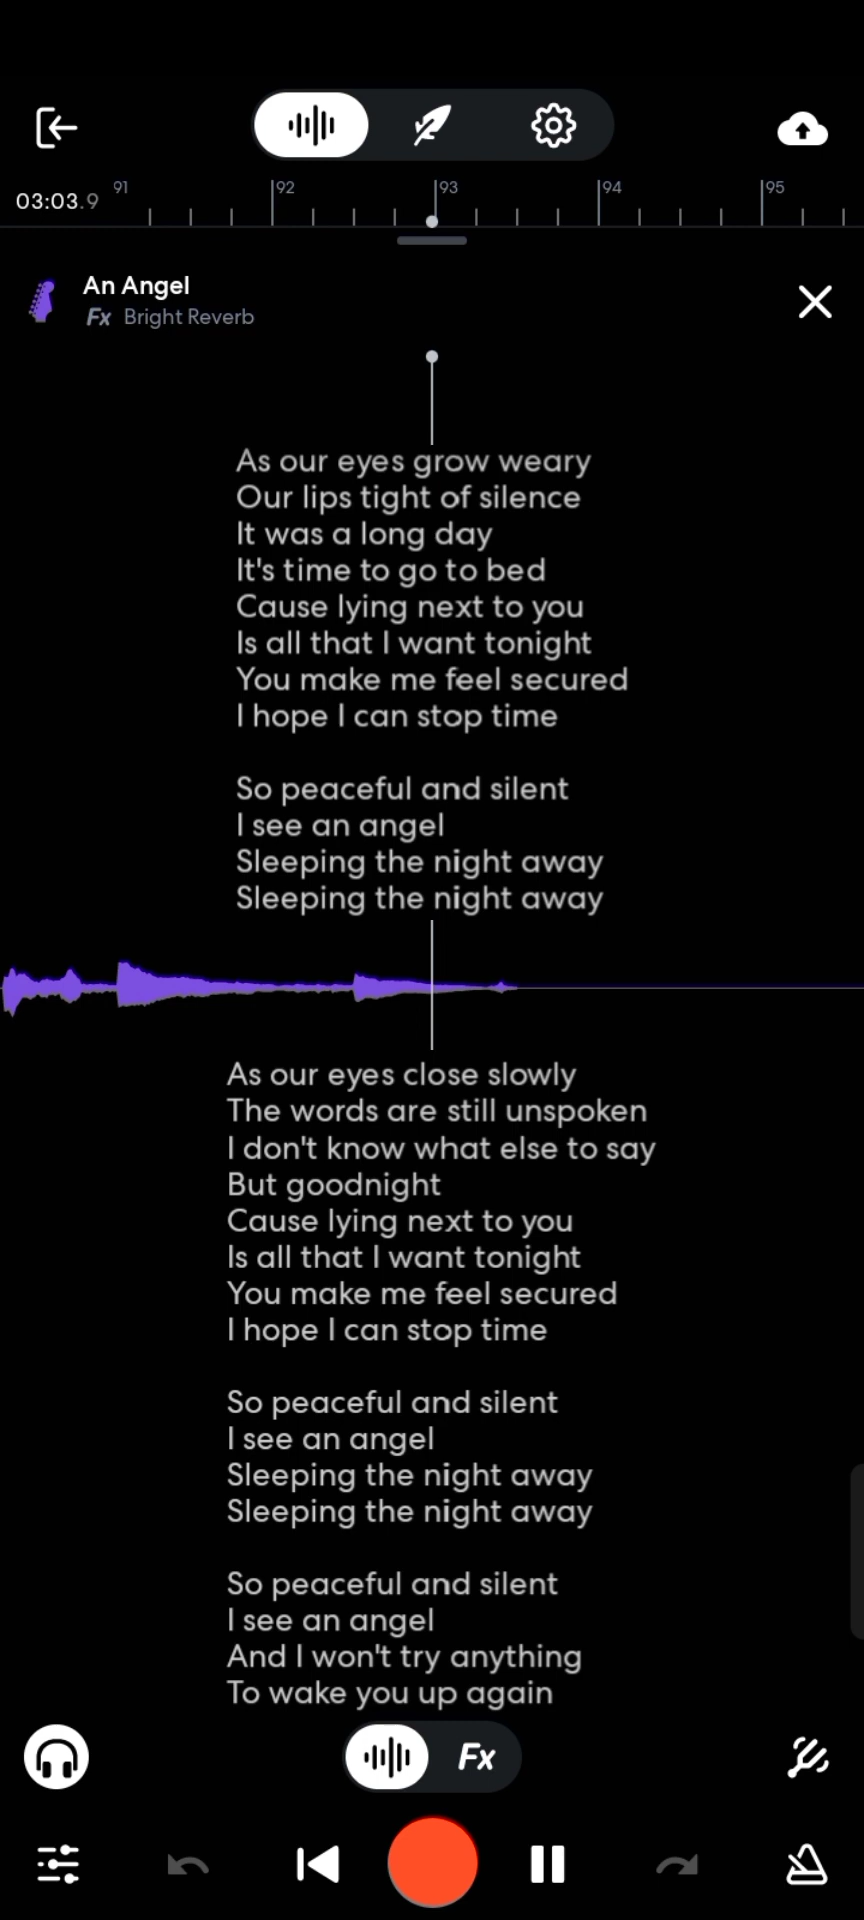 03:03.9
91 92 93 94 95
An Angel
Fx Bright Reverb
As our eyes grow weary
Our lips tight of silence
It was a long day
It's time to go to bed
Cause lying next to you
Is all that I want tonight
You make me feel secured
I hope I can stop time
So peaceful and silent
I see an angel
Sleeping the night away
Sleeping the night away
As our eyes close slowly
The words are still unspoken
I don't know what else to say
But goodnight
Cause lying next to you
Is all that I want tonight
You make me feel secured
I hope I can stop time
So peaceful and silent
I see an angel
Sleeping the night away
Sleeping the night away
So peaceful and silent
I see an angel
And I won't try anything
To wake you up again
Fx